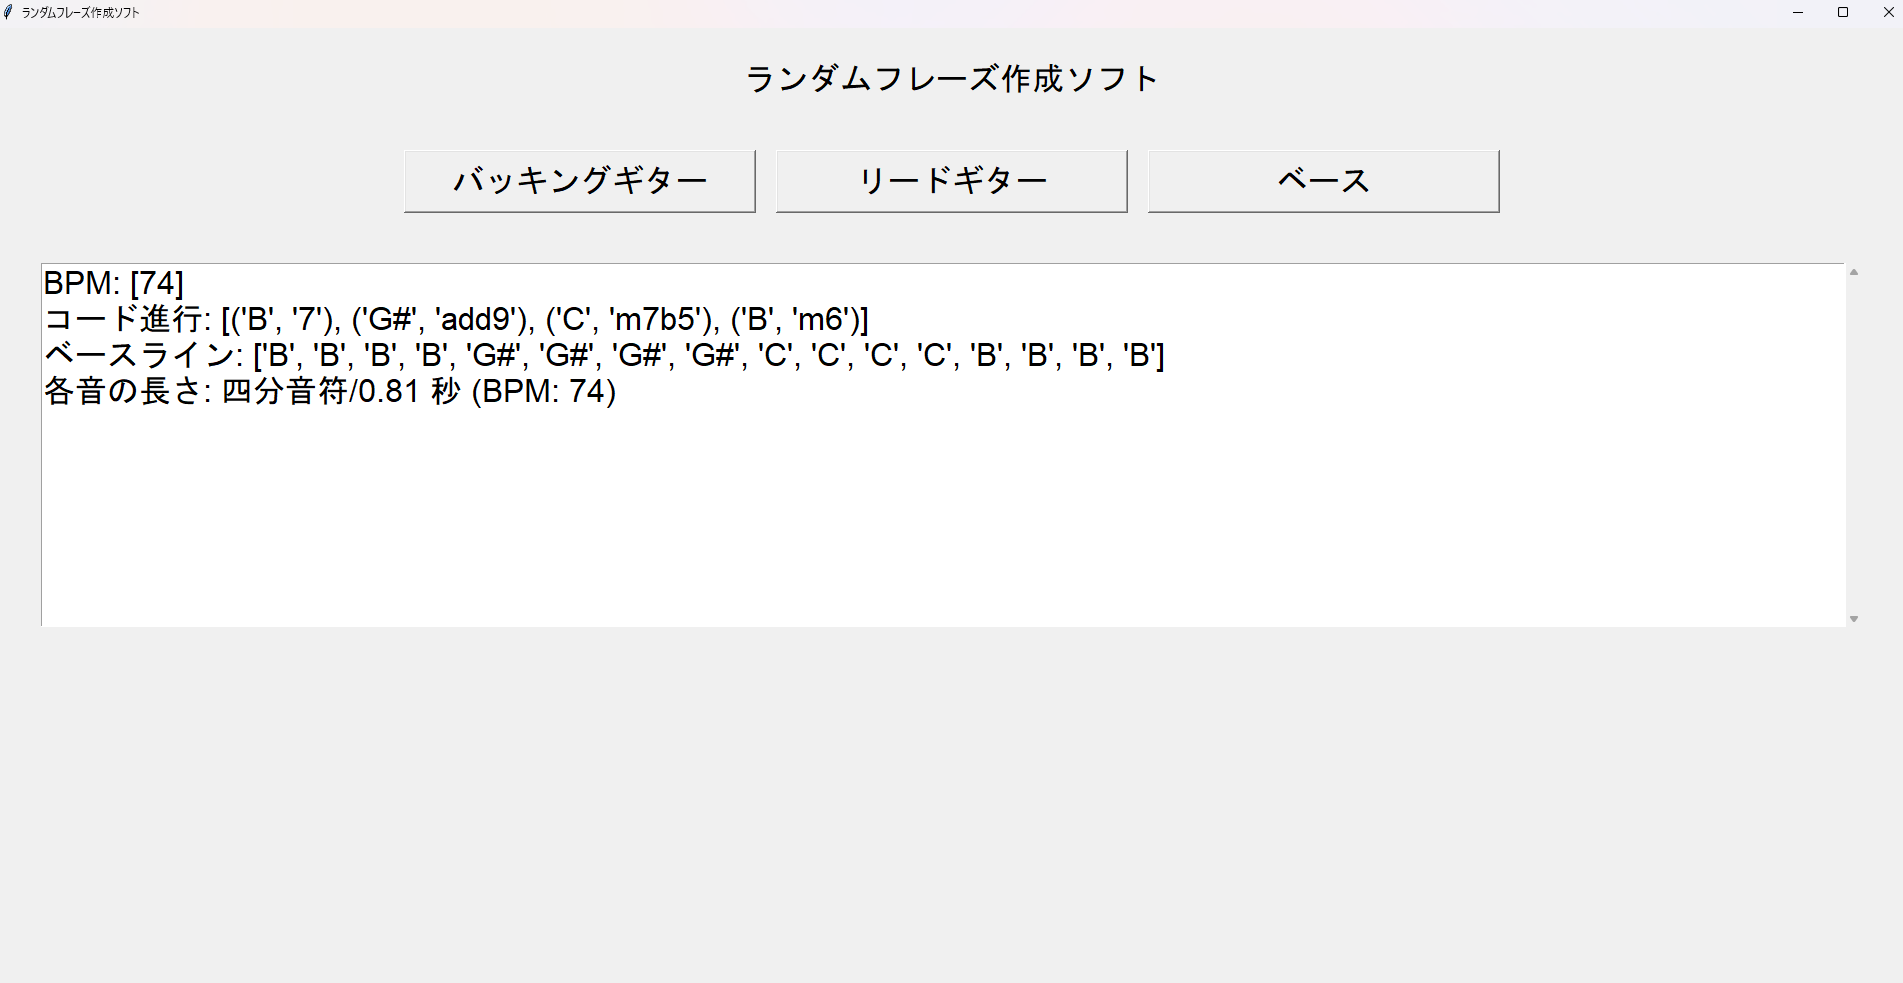 ランダムフレーズ作成ソフト
ランダムフレーズ作成ソフト
バッキングギター リードギター ベース
BPM: [74]
コード進行: [('B', '7'), ('G#', 'add9'), ('C', 'm7b5'), ('B', 'm6')]
ベースライン: ['B', 'B', 'B', 'B', 'G#', 'G#', 'G#', 'G#', 'C', 'C', 'C', 'C', 'B', 'B', 'B', 'B']
各音の長さ: 四分音符/0.81 秒 (BPM: 74)